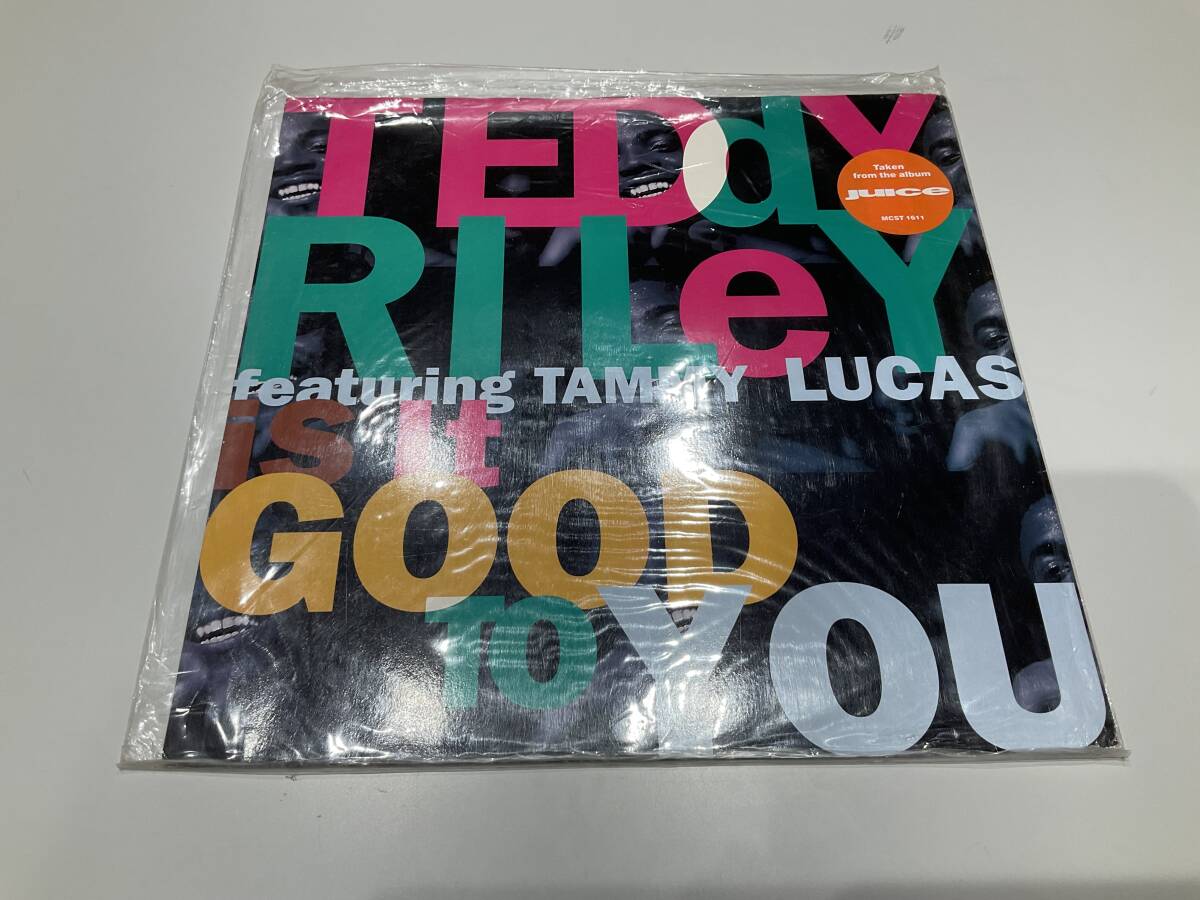 TEDdY
Taken
from the album
juice
MCST 1611
RILeY
featuring TAMMY LUCAS
iS It
GOOD
TO YOU